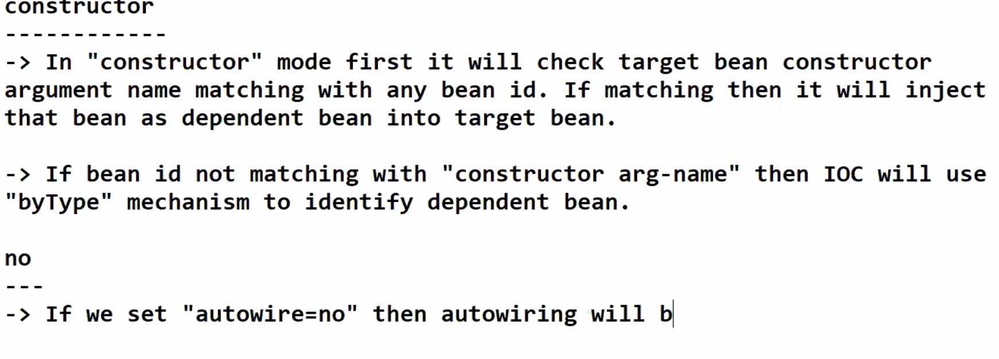 constructor
------------
-> In "constructor" mode first it will check target bean constructor
argument name matching with any bean id. If matching then it will inject
that bean as dependent bean into target bean.
-> If bean id not matching with "constructor arg-name" then IOC will use
"byType" mechanism to identify dependent bean.
no
---
-> If we set "autowire=no" then autowiring will b